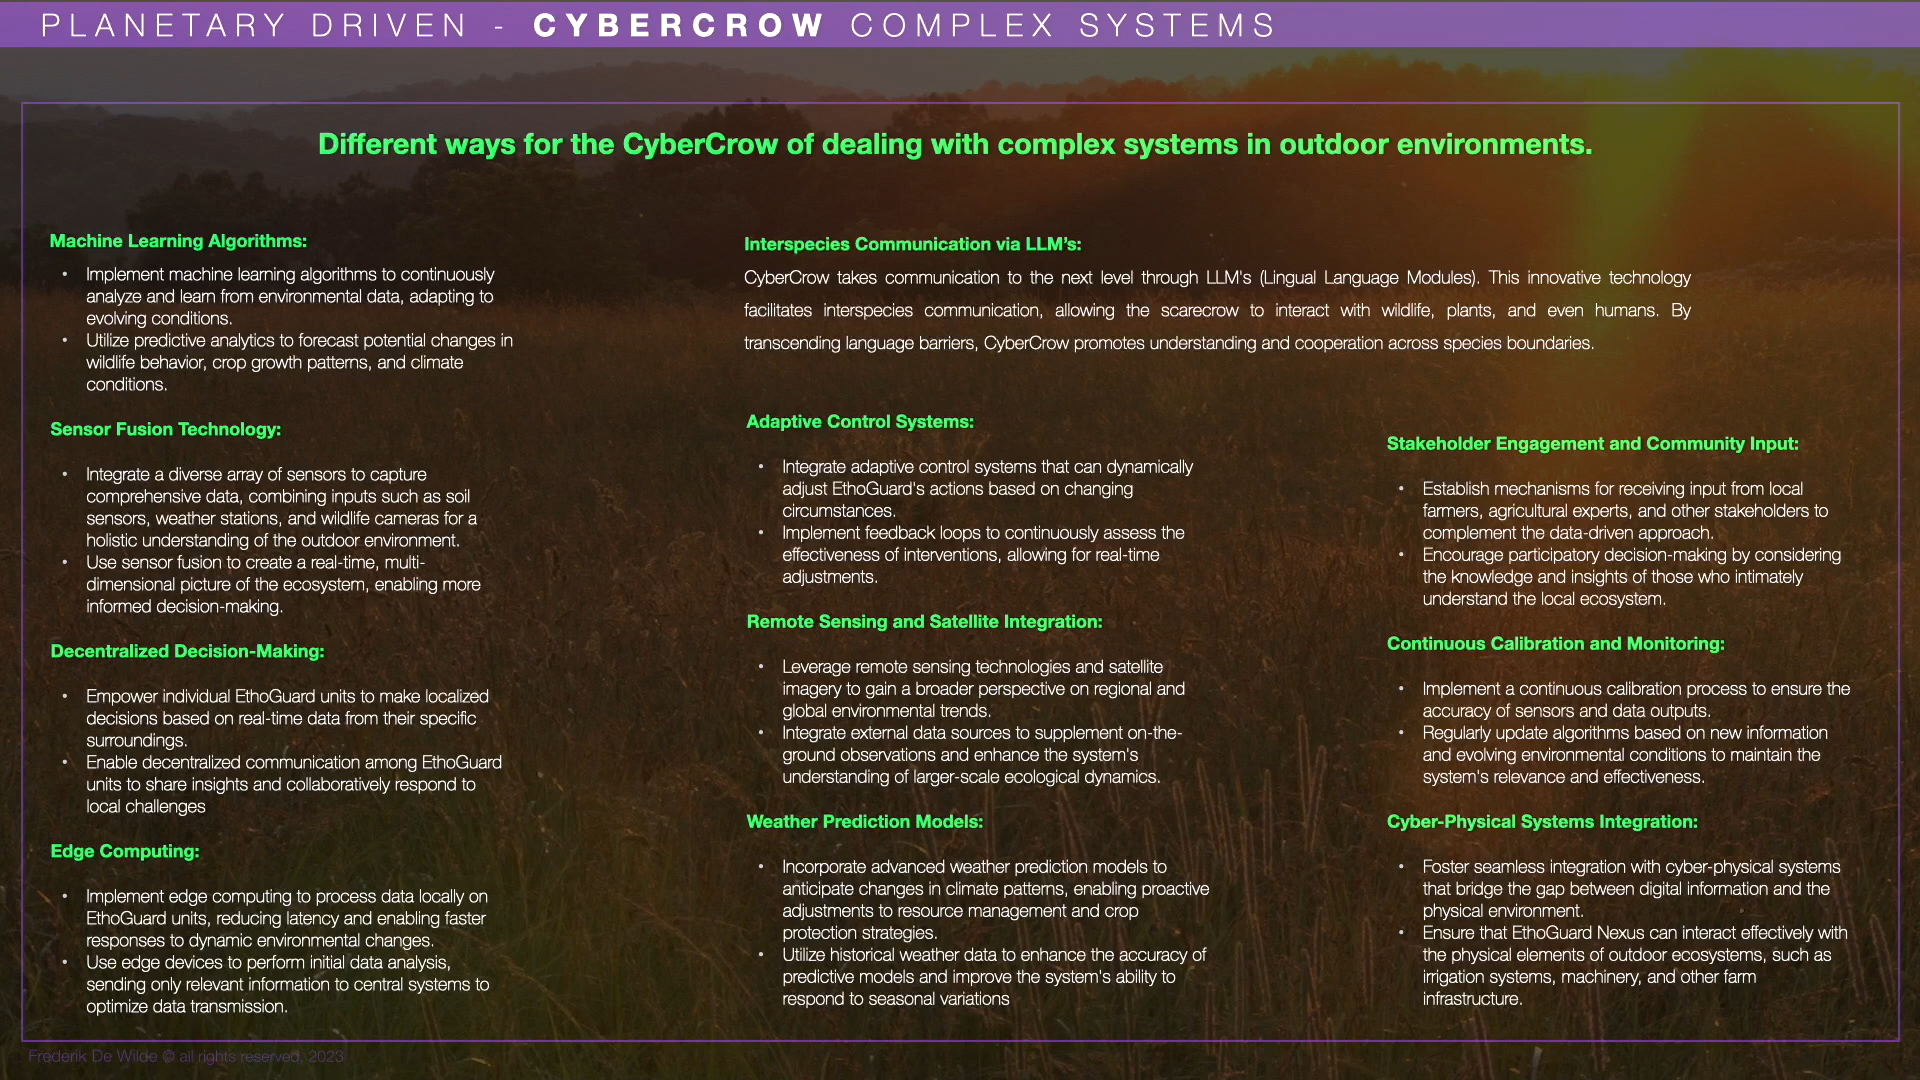 PLANETARY DRIVEN - CYBERCROW COMPLEX SYSTEMS
Different ways for the CyberCrow of dealing with complex systems in outdoor environments.
Machine Learning Algorithms:
• Implement machine learning algorithms to continuously
analyze and learn from environmental data, adapting to
evolving conditions.
• Utilize predictive analytics to forecast potential changes in
wildlife behavior, crop growth patterns, and climate
conditions.
Sensor Fusion Technology:
• Integrate a diverse array of sensors to capture
comprehensive data, combining inputs such as soil
sensors, weather stations, and wildlife cameras for a
holistic understanding of the outdoor environment.
• Use sensor fusion to create a real-time, multi-
dimensional picture of the ecosystem, enabling more
informed decision-making.
Decentralized Decision-Making:
• Empower individual EthoGuard units to make localized
decisions based on real-time data from their specific
surroundings.
• Enable decentralized communication among EthoGuard
units to share insights and collaboratively respond to
local challenges
Edge Computing:
• Implement edge computing to process data locally on
EthoGuard units, reducing latency and enabling faster
responses to dynamic environmental changes.
• Use edge devices to perform initial data analysis,
sending only relevant information to central systems to
optimize data transmission.
Interspecies Communication via LLM’s:
CyberCrow takes communication to the next level through LLM's (Lingual Language Modules). This innovative technology
facilitates interspecies communication, allowing the scarecrow to interact with wildlife, plants, and even humans. By
transcending language barriers, CyberCrow promotes understanding and cooperation across species boundaries.
Adaptive Control Systems:
• Integrate adaptive control systems that can dynamically
adjust EthoGuard's actions based on changing
circumstances.
• Implement feedback loops to continuously assess the
effectiveness of interventions, allowing for real-time
adjustments.
Remote Sensing and Satellite Integration:
• Leverage remote sensing technologies and satellite
imagery to gain a broader perspective on regional and
global environmental trends.
• Integrate external data sources to supplement on-the-
ground observations and enhance the system's
understanding of larger-scale ecological dynamics.
Weather Prediction Models:
• Incorporate advanced weather prediction models to
anticipate changes in climate patterns, enabling proactive
adjustments to resource management and crop
protection strategies.
• Utilize historical weather data to enhance the accuracy of
predictive models and improve the system's ability to
respond to seasonal variations
Stakeholder Engagement and Community Input:
• Establish mechanisms for receiving input from local
farmers, agricultural experts, and other stakeholders to
complement the data-driven approach.
• Encourage participatory decision-making by considering
the knowledge and insights of those who intimately
understand the local ecosystem.
Continuous Calibration and Monitoring:
• Implement a continuous calibration process to ensure the
accuracy of sensors and data outputs.
• Regularly update algorithms based on new information
and evolving environmental conditions to maintain the
system's relevance and effectiveness.
Cyber-Physical Systems Integration:
• Foster seamless integration with cyber-physical systems
that bridge the gap between digital information and the
physical environment.
• Ensure that EthoGuard Nexus can interact effectively with
the physical elements of outdoor ecosystems, such as
irrigation systems, machinery, and other farm
infrastructure.
Frederik De Wilde © all rights reserved, 2023